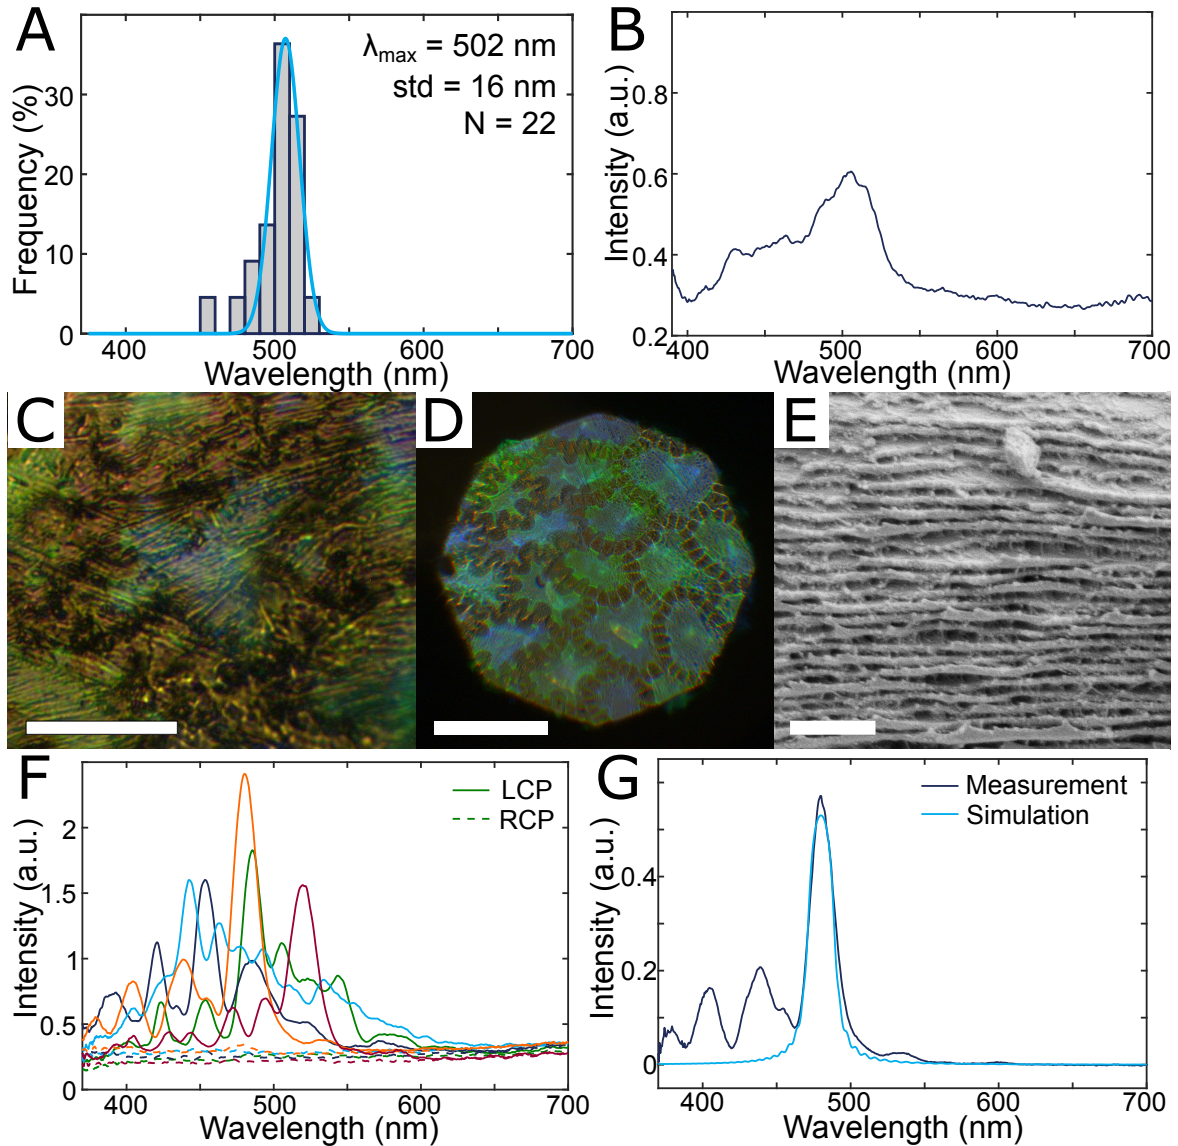 A
λmax = 502 nm
std = 16 nm
N = 22
Frequency (%)
30
20
10
0
400
500
600
700
Wavelength (nm)
B
Intensity (a.u.)
0.8
0.6
0.4
0.2
400
500
600
700
Wavelength (nm)
C
D
E
F
LCP
RCP
Intensity (a.u.)
2
1.5
1
0.5
0
400
500
600
700
Wavelength (nm)
G
Measurement
Simulation
Intensity (a.u.)
0.4
0.2
0
400
500
600
700
Wavelength (nm)